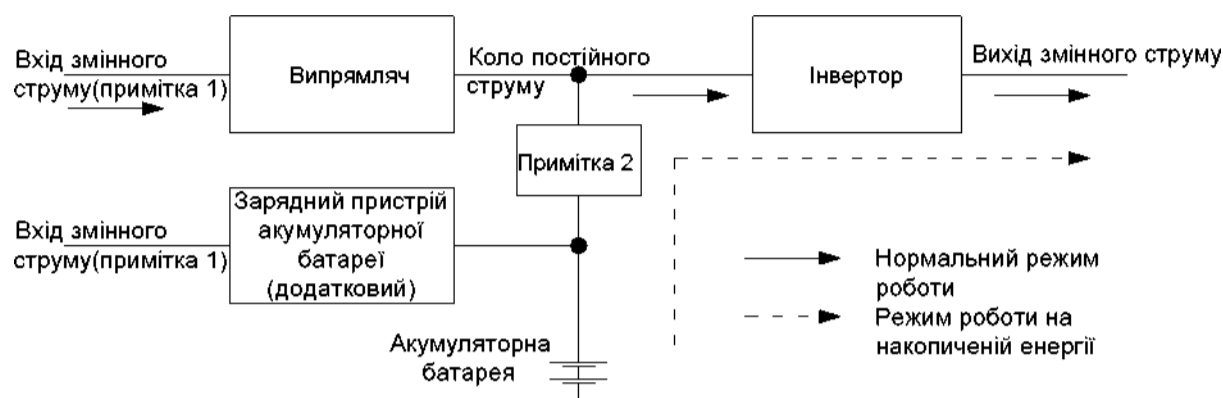 Вхід змінного
струму(примітка 1)
Випрямляч
Коло постійного
струму
Інвертор
Вихід змінного струму
Примітка 2
Вхід змінного
струму(примітка 1)
Зарядний пристрій
акумуляторної
батареї
(додатковий)
Акумуляторна
батарея
Нормальний режим
роботи
Режим роботи на
накопиченій енергії